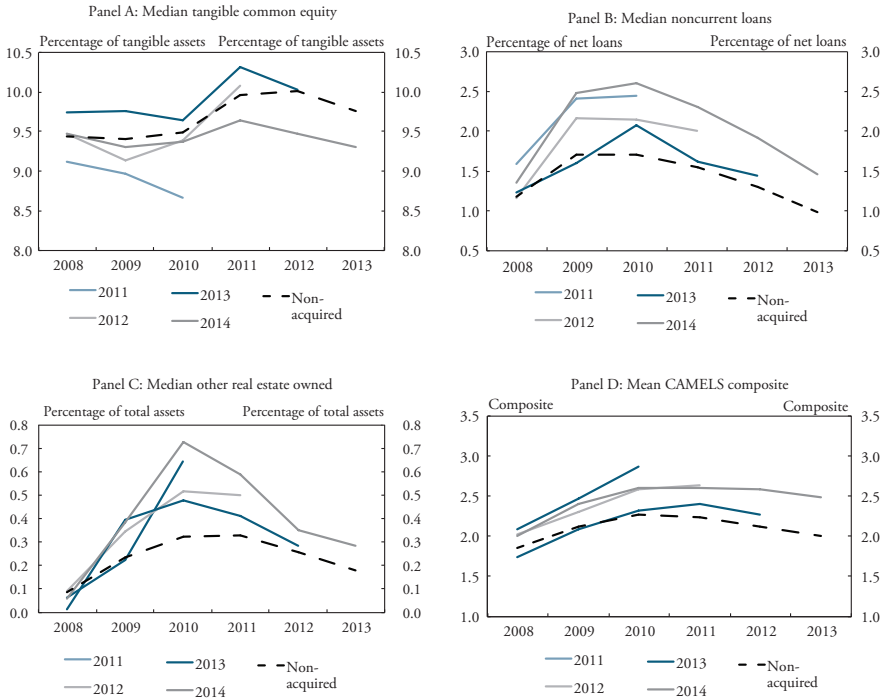 Panel A: Median tangible common equity
Percentage of tangible assets Percentage of tangible assets
10.5 10.5
10.0 10.0
9.5 9.5
9.0 9.0
8.5 8.5
8.0 8.0
2008 2009 2010 2011 2012 2013
2011 2013 Non-
acquired
2012 2014
Panel B: Median noncurrent loans
Percentage of net loans Percentage of net loans
3.0 3.0
2.5 2.5
2.0 2.0
1.5 1.5
1.0 1.0
0.5 0.5
2008 2009 2010 2011 2012 2013
2011 2013 Non-
acquired
2012 2014
Panel C: Median other real estate owned
Percentage of total assets Percentage of total assets
0.8 0.8
0.7 0.7
0.6 0.6
0.5 0.5
0.4 0.4
0.3 0.3
0.2 0.2
0.1 0.1
0.0 0.0
2008 2009 2010 2011 2012 2013
2011 2013 Non-
acquired
2012 2014
Panel D: Mean CAMELS composite
Composite Composite
3.5 3.5
3.0 3.0
2.5 2.5
2.0 2.0
1.5 1.5
1.0 1.0
2008 2009 2010 2011 2012 2013
2011 2013 Non-
acquired
2012 2014